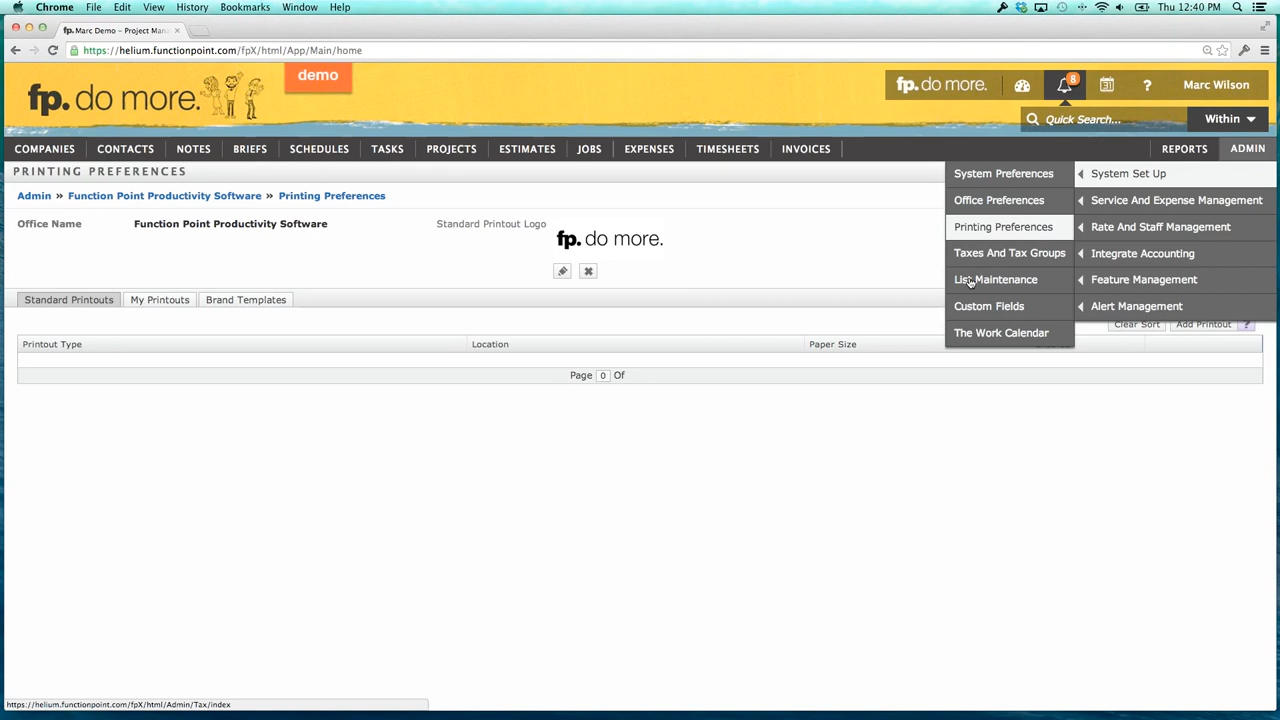 Chrome File Edit View History Bookmarks Window Help Thu 12:40 PM
fp. Marc Demo – Project Man
https://helium.functionpoint.com/fpX/html/App/Main/home
fp. do more.
demo
fp. do more. 8 ? Marc Wilson
Quick Search... Within
COMPANIES CONTACTS NOTES BRIEFS SCHEDULES TASKS PROJECTS ESTIMATES JOBS EXPENSES TIMESHEETS INVOICES REPORTS ADMIN
PRINTING PREFERENCES
System Preferences System Set Up
Admin » Function Point Productivity Software » Printing Preferences
Office Preferences Service And Expense Management
Office Name Function Point Productivity Software Standard Printout Logo fp. do more.
Printing Preferences Rate And Staff Management
Taxes And Tax Groups Integrate Accounting
List Maintenance Feature Management
Standard Printouts My Printouts Brand Templates
Custom Fields Alert Management
Clear Sort Add Printout ?
The Work Calendar
Printout Type Location Paper Size
Page 0 Of
https://helium.functionpoint.com/fpX/html/Admin/Tax/index